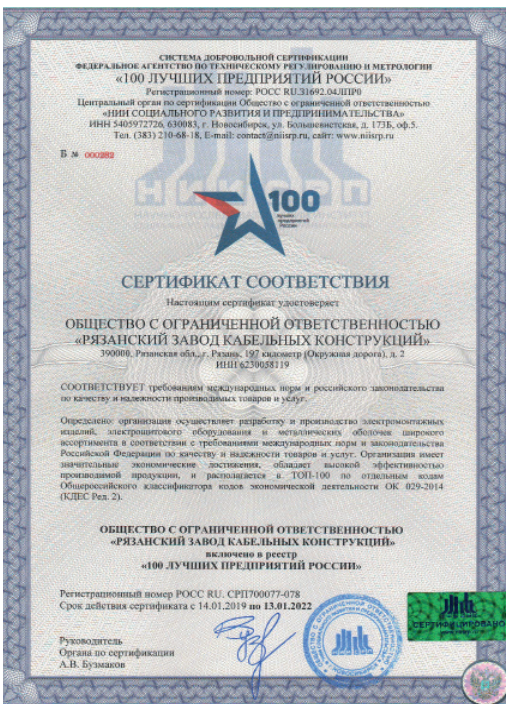 СИСТЕМА ДОБРОВОЛЬНОЙ СЕРТИФИКАЦИИ
ФЕДЕРАЛЬНОЕ АГЕНТСТВО ПО ТЕХНИЧЕСКОМУ РЕГУЛИРОВАНИЮ И МЕТРОЛОГИИ
«100 ЛУЧШИХ ПРЕДПРИЯТИЙ РОССИИ»
Регистрационный номер: РОСС RU.31692.04ЛПР0
Центральный орган по сертификации Общество с ограниченной ответственностью
«НИИ СОЦИАЛЬНОГО РАЗВИТИЯ И ПРЕДПРИНИМАТЕЛЬСТВА»
ИНН 5405972726, 630083, г. Новосибирск, ул. Большевистская, д. 173Б, оф.5.
Тел. (383) 210-68-18, E-mail: contact@niisrp.ru, сайт: www.niisrp.ru
Б № 000282
НИИ СРП
100
лучших
предприятий
России
СЕРТИФИКАТ СООТВЕТСТВИЯ
Настоящим сертификат удостоверяет
ОБЩЕСТВО С ОГРАНИЧЕННОЙ ОТВЕТСТВЕННОСТЬЮ
«РЯЗАНСКИЙ ЗАВОД КАБЕЛЬНЫХ КОНСТРУКЦИЙ»
390000, Рязанская обл., г. Рязань, 197 километр (Окружная дорога), д. 2
ИНН 6230058119
СООТВЕТСТВУЕТ требованиям международных норм и российского законодательства
по качеству и надежности производимых товаров и услуг.
Определено: организация осуществляет разработку и производство электромонтажных
изделий, электрощитового оборудования и металлических оболочек широкого
ассортимента в соответствии с требованиями международных норм и законодательства
Российской Федерации по качеству и надежности товаров и услуг. Организация имеет
значительные экономические достижения, обладает высокой эффективностью
производимой продукции, и располагается в ТОП-100 по отдельным кодам
Общероссийского классификатора кодов экономической деятельности ОК 029-2014
(КДЕС Ред. 2).
ОБЩЕСТВО С ОГРАНИЧЕННОЙ ОТВЕТСТВЕННОСТЬЮ
«РЯЗАНСКИЙ ЗАВОД КАБЕЛЬНЫХ КОНСТРУКЦИЙ»
включено в реестр
«100 ЛУЧШИХ ПРЕДПРИЯТИЙ РОССИИ»
Регистрационный номер РОСС RU. СРП700077-078
Срок действия сертификата с 14.01.2019 по 13.01.2022
Руководитель
Органа по сертификации
А.В. Бузмаков
СЕРТИФИЦИРОВАНО